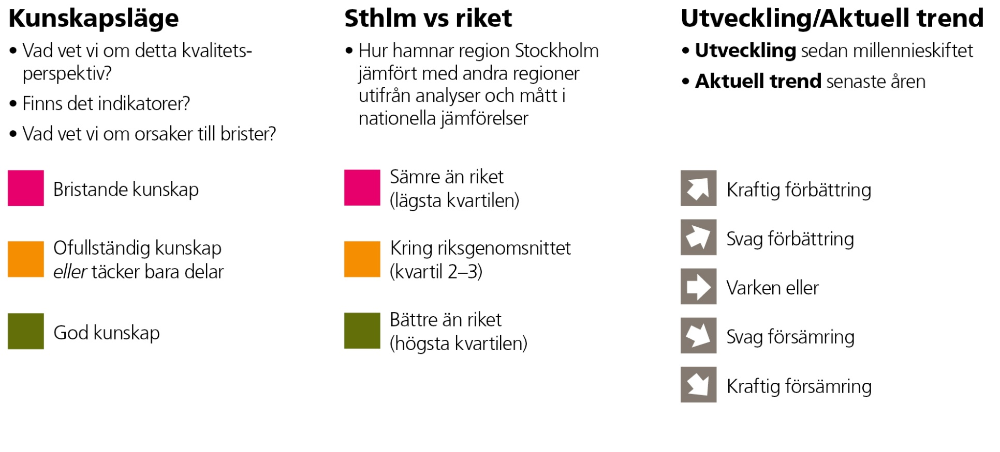 Kunskapsläge
• Vad vet vi om detta kvalitets-
perspektiv?
• Finns det indikatorer?
• Vad vet vi om orsaker till brister?
Bristande kunskap
Ofullständig kunskap
eller täcker bara delar
God kunskap
Sthlm vs riket
• Hur hamnar region Stockholm
jämfört med andra regioner
utifrån analyser och mått i
nationella jämförelser
Sämre än riket
(lägsta kvartilen)
Kring riksgenomsnittet
(kvartil 2–3)
Bättre än riket
(högsta kvartilen)
Utveckling/Aktuell trend
• Utveckling sedan millennieskiftet
• Aktuell trend senaste åren
Kraftig förbättring
Svag förbättring
Varken eller
Svag försämring
Kraftig försämring